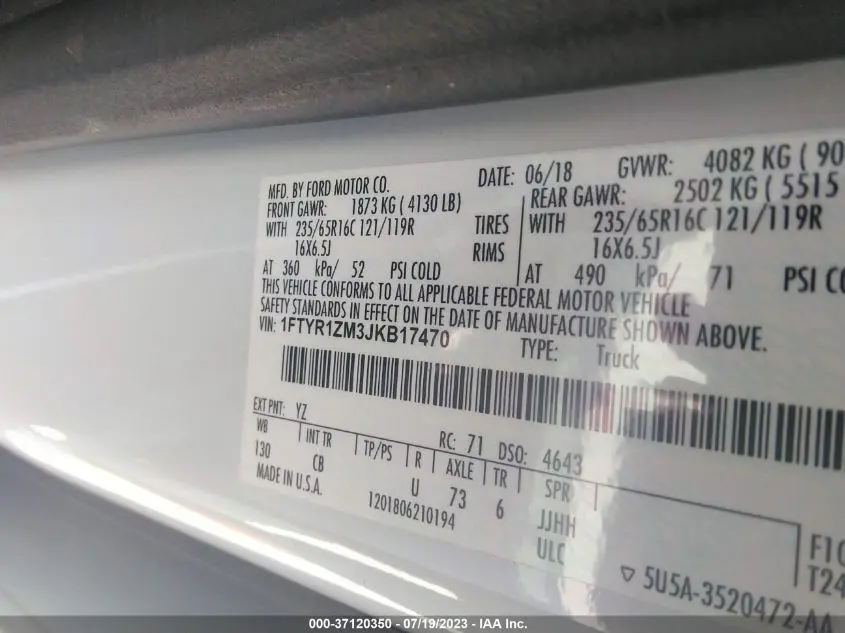 MFD. BY FORD MOTOR CO. DATE: 06/18 GVWR: 4082 KG ( 90
FRONT GAWR: 1873 KG ( 4130 LB) REAR GAWR: 2502 KG ( 5515
WITH 235/65R16C 121/119R TIRES WITH 235/65R16C 121/119R
16X6.5J RIMS 16X6.5J
AT 360 kPa/ 52 PSI COLD AT 490 kPa/ 71 PSI CO
THIS VEHICLE CONFORMS TO ALL APPLICABLE FEDERAL MOTOR VEHICLE
SAFETY STANDARDS IN EFFECT ON THE DATE OF MANUFACTURE SHOWN ABOVE.
VIN: 1FTYR1ZM3JKB17470 TYPE: Truck
EXT PNT: YZ RC: 71 DSO: 4643
WB INT TR TP/PS R AXLE TR SPR
130 CB U 73 6 JJHH
MADE IN U.S.A. 1201806210194 ULC
F10
T24
▽ 5U5A-3520472-AA
000-37120350 - 07/19/2023 - IAA Inc.